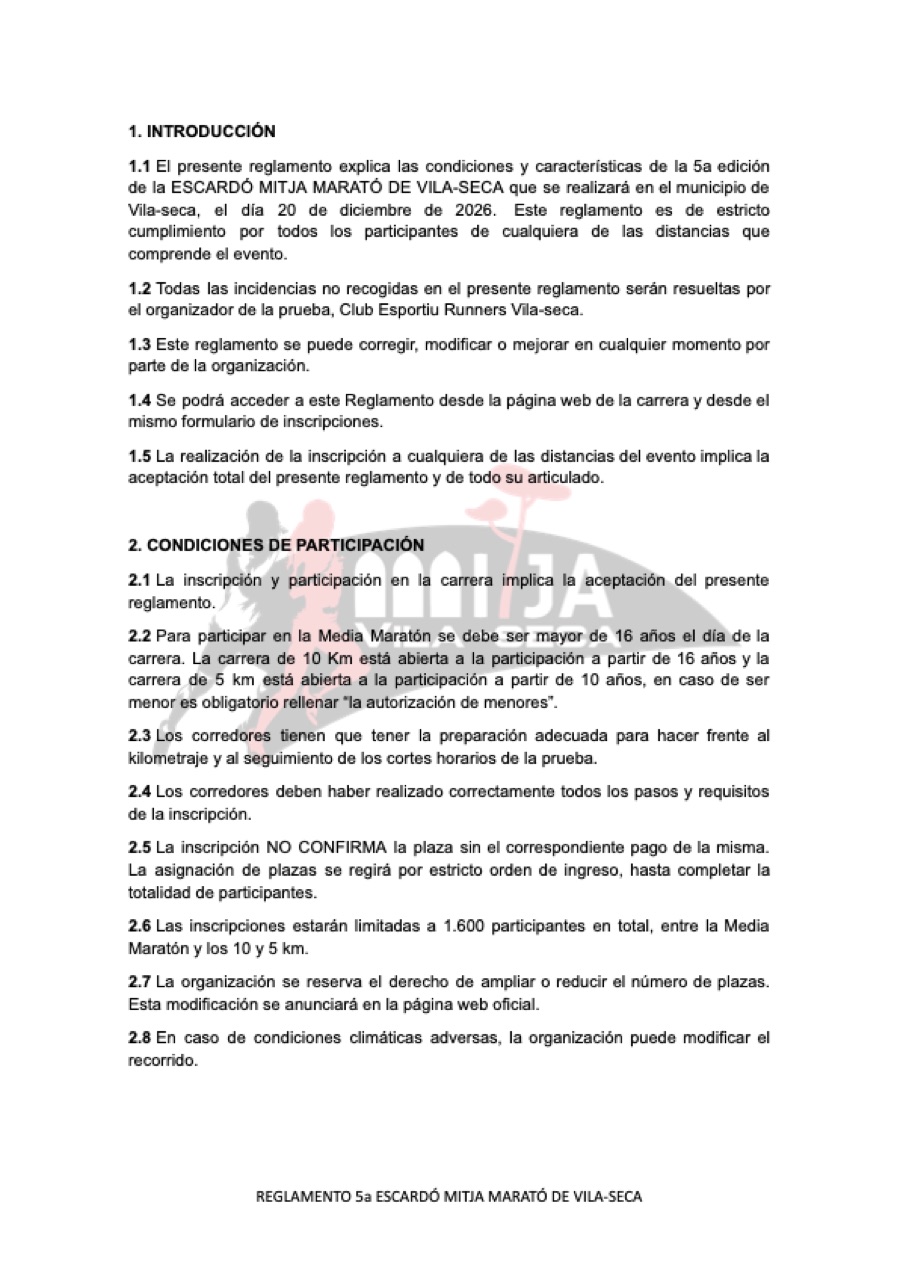 1. INTRODUCCIÓN
1.1 El presente reglamento explica las condiciones y características de la 5a edición
de la ESCARDÓ MITJA MARATÓ DE VILA-SECA que se realizará en el municipio de
Vila-seca, el día 20 de diciembre de 2026. Este reglamento es de estricto
cumplimiento por todos los participantes de cualquiera de las distancias que
comprende el evento.
1.2 Todas las incidencias no recogidas en el presente reglamento serán resueltas por
el organizador de la prueba, Club Esportiu Runners Vila-seca.
1.3 Este reglamento se puede corregir, modificar o mejorar en cualquier momento por
parte de la organización.
1.4 Se podrá acceder a este Reglamento desde la página web de la carrera y desde el
mismo formulario de inscripciones.
1.5 La realización de la inscripción a cualquiera de las distancias del evento implica la
aceptación total del presente reglamento y de todo su articulado.
2. CONDICIONES DE PARTICIPACIÓN
MITJA
VILA-SECA
2.1 La inscripción y participación en la carrera implica la aceptación del presente
reglamento.
2.2 Para participar en la Media Maratón se debe ser mayor de 16 años el día de la
carrera. La carrera de 10 Km está abierta a la participación a partir de 16 años y la
carrera de 5 km está abierta a la participación a partir de 10 años, en caso de ser
menor es obligatorio rellenar “la autorización de menores”.
2.3 Los corredores tienen que tener la preparación adecuada para hacer frente al
kilometraje y al seguimiento de los cortes horarios de la prueba.
2.4 Los corredores deben haber realizado correctamente todos los pasos y requisitos
de la inscripción.
2.5 La inscripción NO CONFIRMA la plaza sin el correspondiente pago de la misma.
La asignación de plazas se regirá por estricto orden de ingreso, hasta completar la
totalidad de participantes.
2.6 Las inscripciones estarán limitadas a 1.600 participantes en total, entre la Media
Maratón y los 10 y 5 km.
2.7 La organización se reserva el derecho de ampliar o reducir el número de plazas.
Esta modificación se anunciará en la página web oficial.
2.8 En caso de condiciones climáticas adversas, la organización puede modificar el
recorrido.
REGLAMENTO 5a ESCARDÓ MITJA MARATÓ DE VILA-SECA